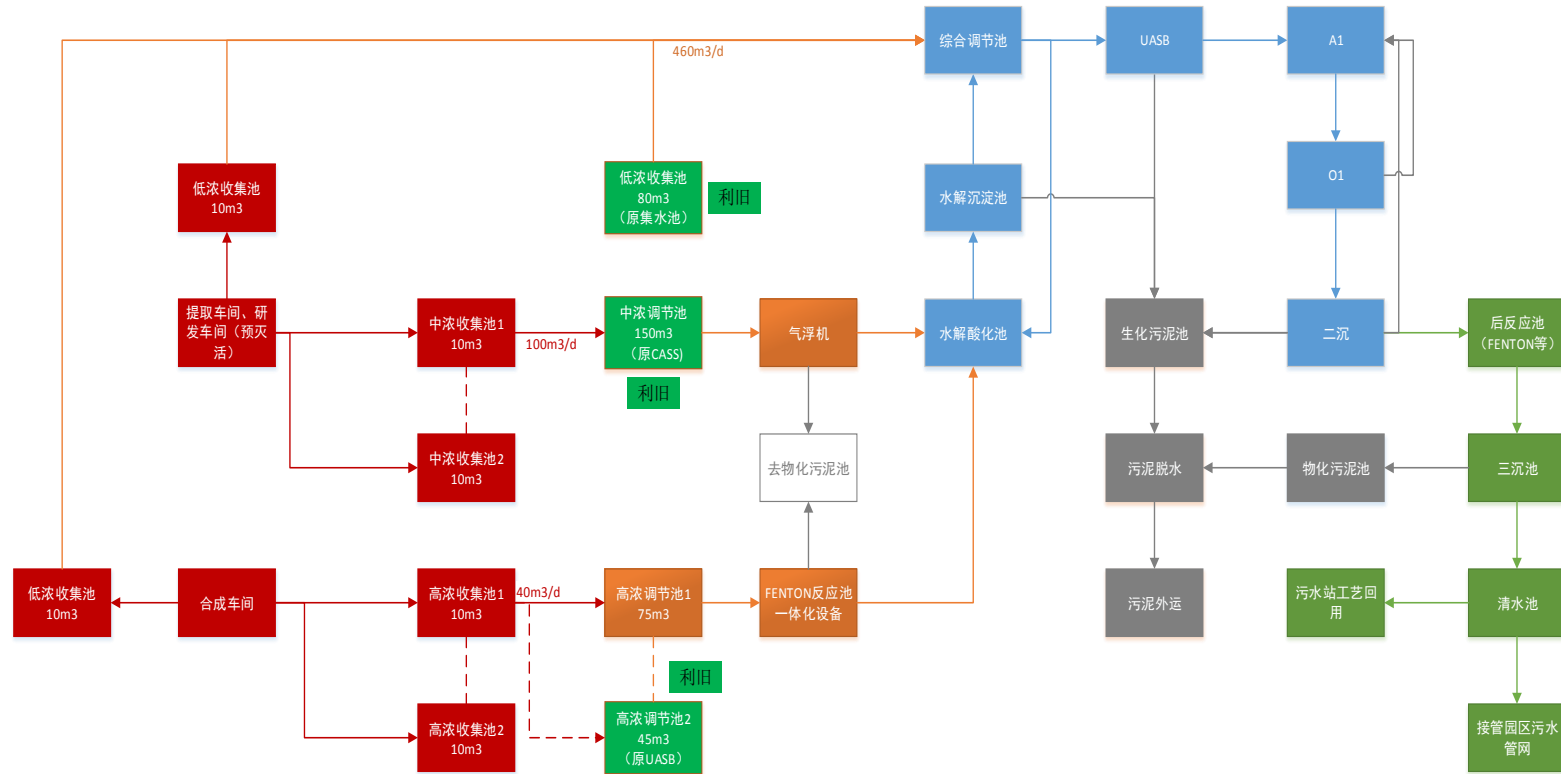 综合调节池
UASB
A1
460m3/d
低浓收集池
10m3
低浓收集池
80m3
（原集水池）
利旧
水解沉淀池
O1
提取车间、研
发车间（预灭
活）
中浓收集池1
10m3
100m3/d
中浓调节池
150m3
（原CASS)
利旧
气浮机
水解酸化池
生化污泥池
二沉
后反应池
（FENTON等）
中浓收集池2
10m3
去物化污泥池
污泥脱水
物化污泥池
三沉池
低浓收集池
10m3
合成车间
高浓收集池1
10m3
40m3/d
高浓调节池1
75m3
FENTON反应池
一体化设备
污泥外运
污水站工艺回
用
清水池
利旧
高浓收集池2
10m3
高浓调节池2
45m3
（原UASB）
接管园区污水
管网